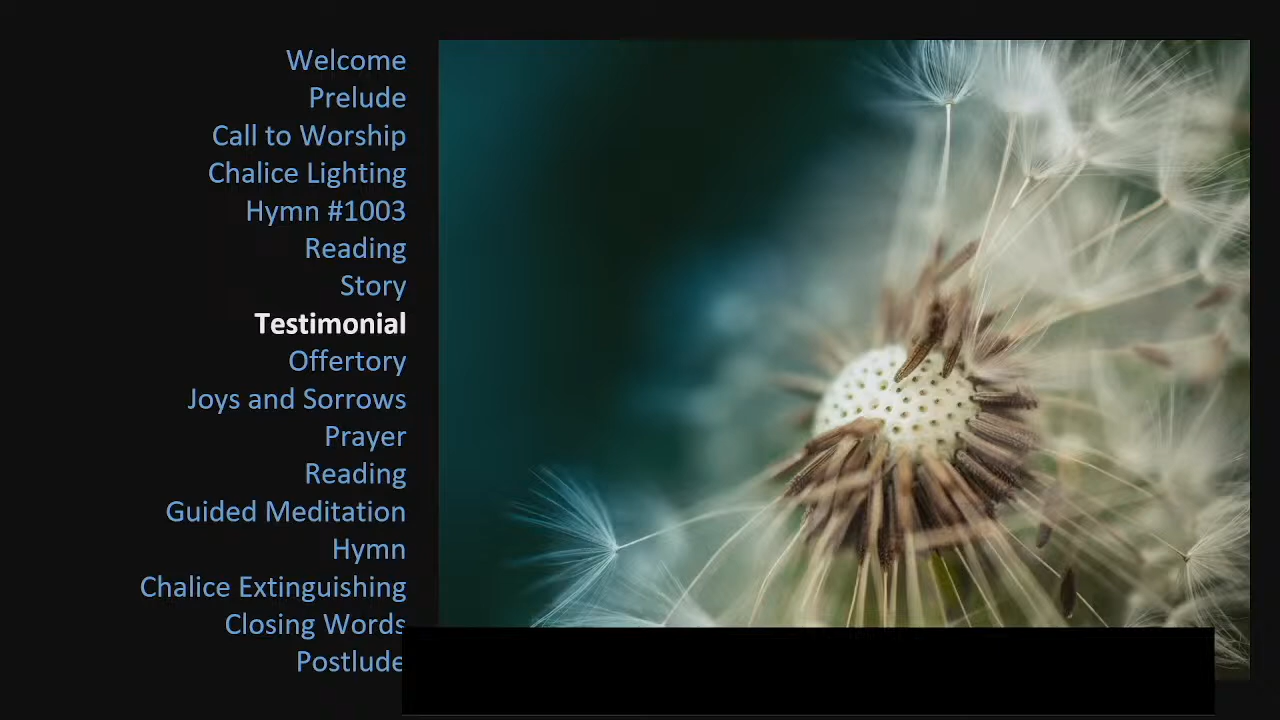 Welcome
Prelude
Call to Worship
Chalice Lighting
Hymn #1003
Reading
Story
Testimonial
Offertory
Joys and Sorrows
Prayer
Reading
Guided Meditation
Hymn
Chalice Extinguishing
Closing Words
Postlude